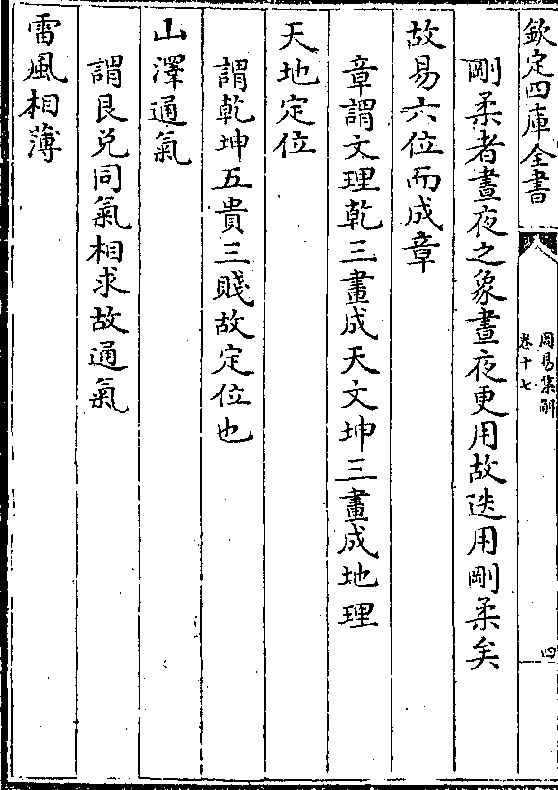 欽定四庫全書
周易集解
卷十七
四
剛柔者晝夜之象晝夜更用故迭用剛柔矣
故易六位而成章
章謂文理乾三畫成天文坤三畫成地理
天地定位
謂乾坤五貴三賤故定位也
山澤通氣
謂艮兌同氣相求故通氣
雷風相薄